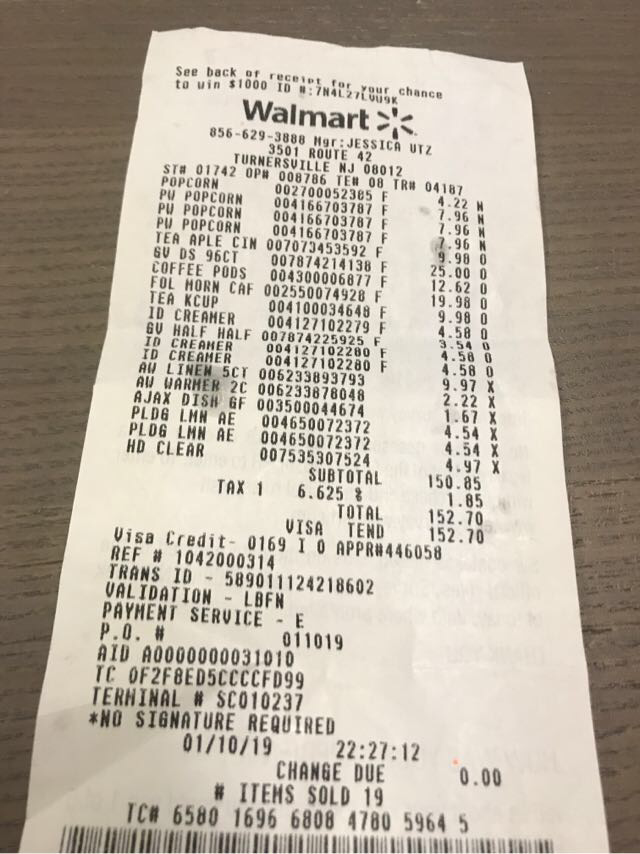 See back of receipt for your chance
to win $1000 ID #:7N4L27LVU9K
Walmart
856-629-3888 Mgr:JESSICA UTZ
3501 ROUTE 42
TURNERSVILLE NJ 08012
ST# 01742 OP# 008786 TE# 08 TR# 04187
POPCORN 002700052385 F 4.22 N
PW POPCORN 004166703787 F 7.96 N
PW POPCORN 004166703787 F 7.96 N
PW POPCORN 004166703787 F 7.96 N
TEA APLE CIN 007073453592 F 9.98 O
GV DS 96CT 007874214138 F 25.00 O
COFFEE PODS 004300006877 F 12.62 O
FOL MORN CAF 002550074928 F 19.98 O
TEA KCUP 004100034648 F 9.98 O
ID CREAMER 004127102279 F 4.58 O
GV HALF HALF 007874225925 F 3.54 O
ID CREAMER 004127102280 F 4.58 O
ID CREAMER 004127102280 F 4.58 O
AW LINEN 5CT 006233893793 9.97 X
AW WARMER 2C 006233878048 2.22 X
AJAX DISH GF 003500044674 1.67 X
PLDG LMN AE 004650072372 4.54 X
PLDG LMN AE 004650072372 4.54 X
HD CLEAR 007535307524 4.97 X
SUBTOTAL 150.85
TAX 1 6.625 % 1.85
TOTAL 152.70
VISA TEND 152.70
Visa Credit- 0169 I 0 APPR#446058
REF # 1042000314
TRANS ID - 589011124218602
VALIDATION - LBFN
PAYMENT SERVICE - E
P.O. # 011019
AID A0000000031010
TC 0F2F8ED5CCCCFD99
TERMINAL # SC010237
*NO SIGNATURE REQUIRED
01/10/19 22:27:12
CHANGE DUE 0.00
# ITEMS SOLD 19
TC# 6580 1696 6808 4780 5964 5